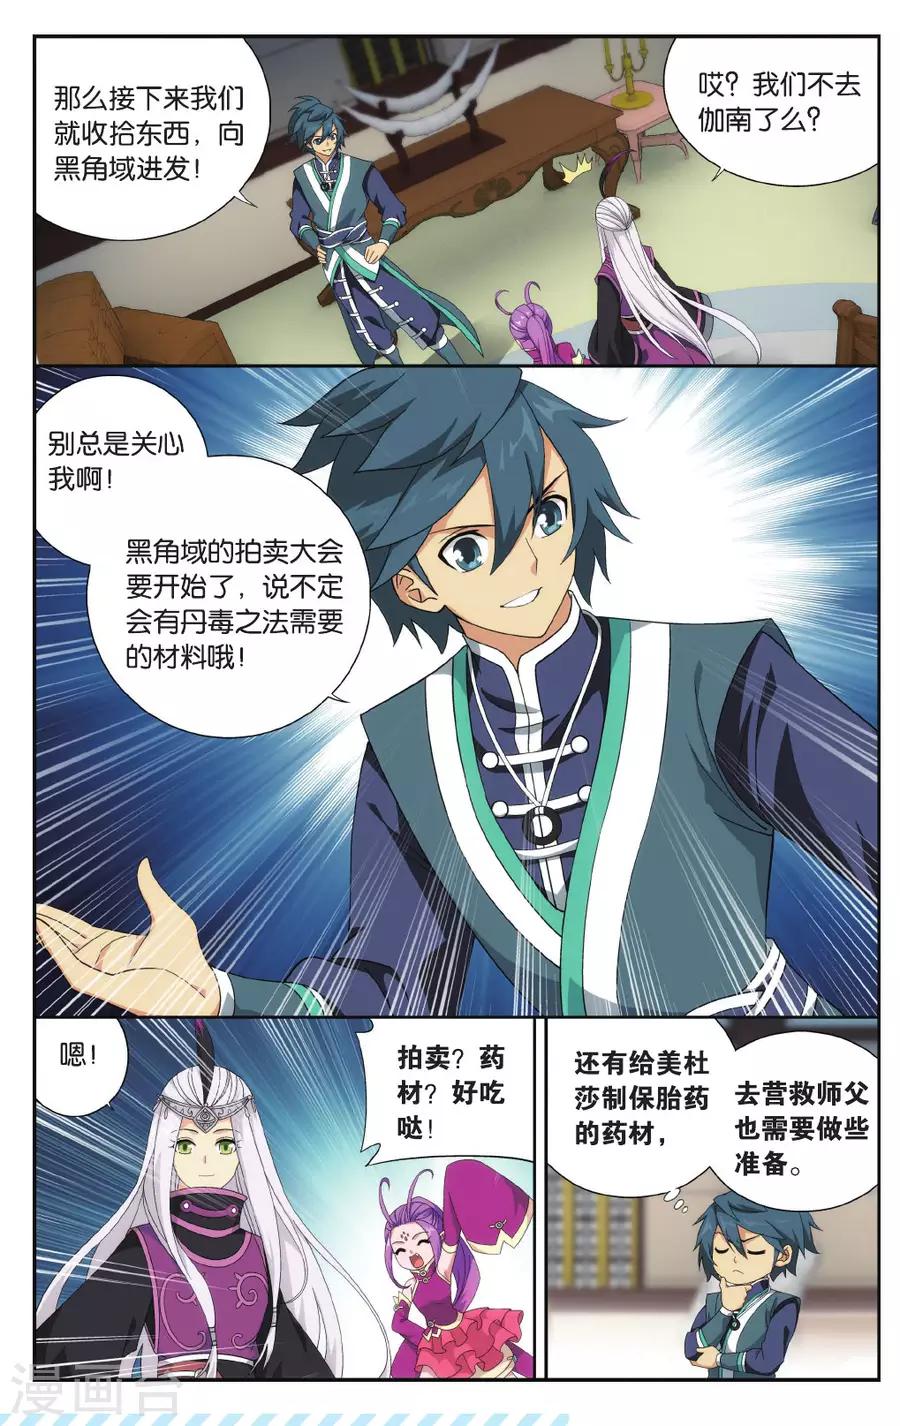 那么接下来我们
就收拾东西，向
黑角域进发！
哎？我们不去
伽南了么？
别总是关心
我啊！
黑角域的拍卖大会
要开始了，说不定
会有丹毒之法需要
的材料哦！
嗯！
拍卖？药
材？好吃
哒！
还有给美杜
莎制保胎药
的药材，
去营救师父
也需要做些
准备。
漫画台